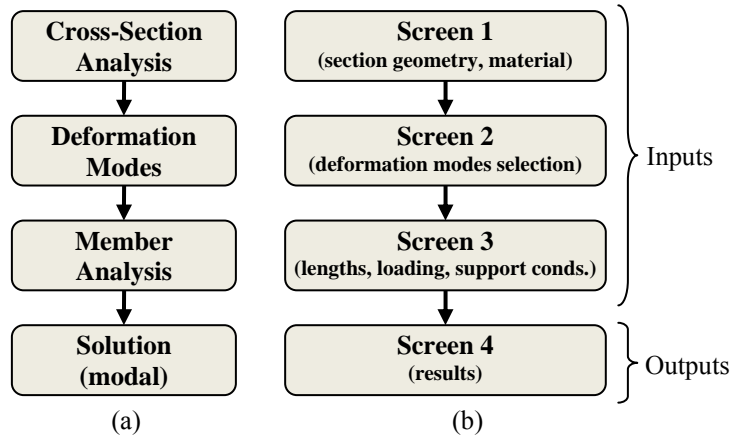 Cross-Section
Analysis
Deformation
Modes
Member
Analysis
Solution
(modal)
(a)
Screen 1
(section geometry, material)
Screen 2
(deformation modes selection)
Screen 3
(lengths, loading, support conds.)
Screen 4
(results)
(b)
Inputs
Outputs